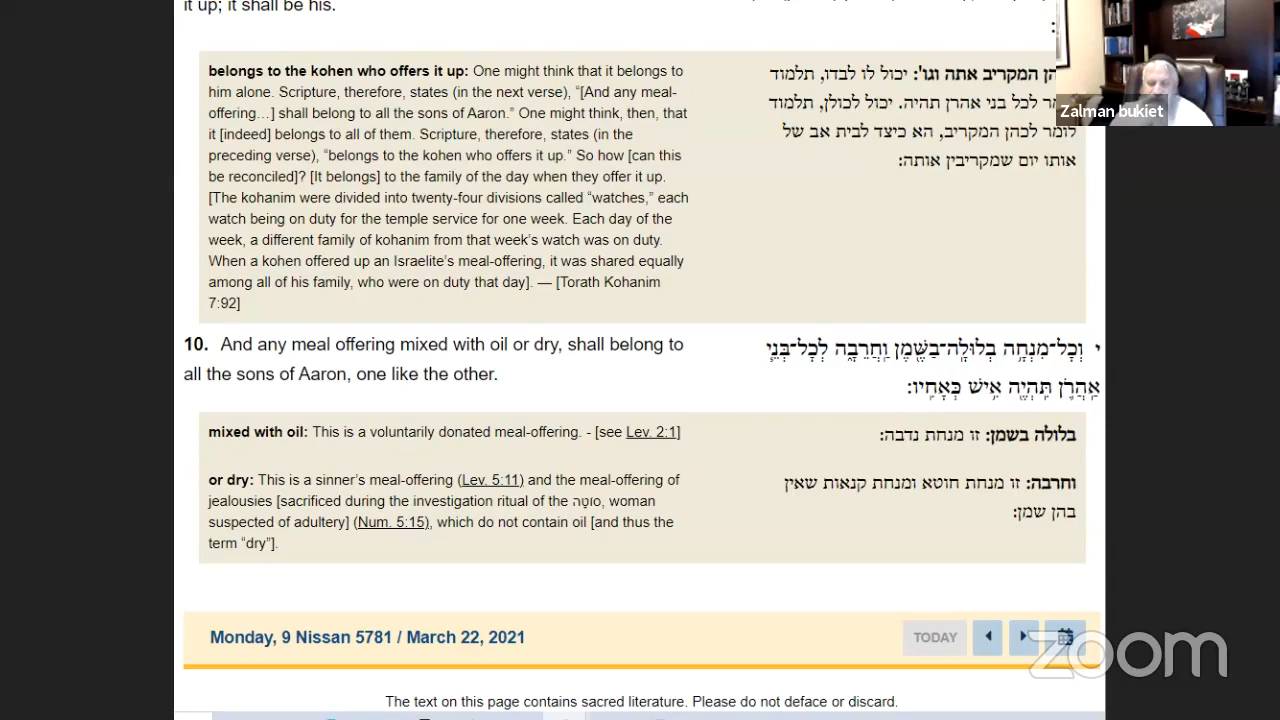 it up; it shall be his.
belongs to the kohen who offers it up: One might think that it belongs to
him alone. Scripture, therefore, states (in the next verse), “[And any meal-
offering…] shall belong to all the sons of Aaron.” One might think, then, that
it [indeed] belongs to all of them. Scripture, therefore, states (in the
preceding verse), “belongs to the kohen who offers it up.” So how [can this
be reconciled]? [It belongs] to the family of the day when they offer it up.
[The kohanim were divided into twenty-four divisions called “watches,” each
watch being on duty for the temple service for one week. Each day of the
week, a different family of kohanim from that week’s watch was on duty.
When a kohen offered up an Israelite’s meal-offering, it was shared equally
among all of his family, who were on duty that day]. — [Torath Kohanim
7:92]
המקריב אתה וגו': יכול לו לבדו, תלמוד
לכל בני אהרן תהיה. יכול לכולן, תלמוד
לומר לכהן המקריב, הא כיצד לבית אב של
אותו יום שמקריבין אותה:
Zalman bukiet
10. And any meal offering mixed with oil or dry, shall belong to
all the sons of Aaron, one like the other.
י וְכָל־מִנְחָ֥ה בְלוּלָֽה־בַשֶּׁ֖מֶן וַֽחֲרֵבָ֑ה לְכָל־בְּנֵ֧י
אַֽהֲרֹ֛ן תִּֽהְיֶ֖ה אִ֥ישׁ כְּאָחִֽיו:
mixed with oil: This is a voluntarily donated meal-offering. - [see Lev. 2:1]
or dry: This is a sinner’s meal-offering (Lev. 5:11) and the meal-offering of
jealousies [sacrificed during the investigation ritual of the סוֹטָה, woman
suspected of adultery] (Num. 5:15), which do not contain oil [and thus the
term “dry”].
בלולה בשמן: זו מנחת נדבה:
וחרבה: זו מנחת חוטא ומנחת קנאות שאין
בהן שמן:
Monday, 9 Nissan 5781 / March 22, 2021
TODAY
zoom
The text on this page contains sacred literature. Please do not deface or discard.